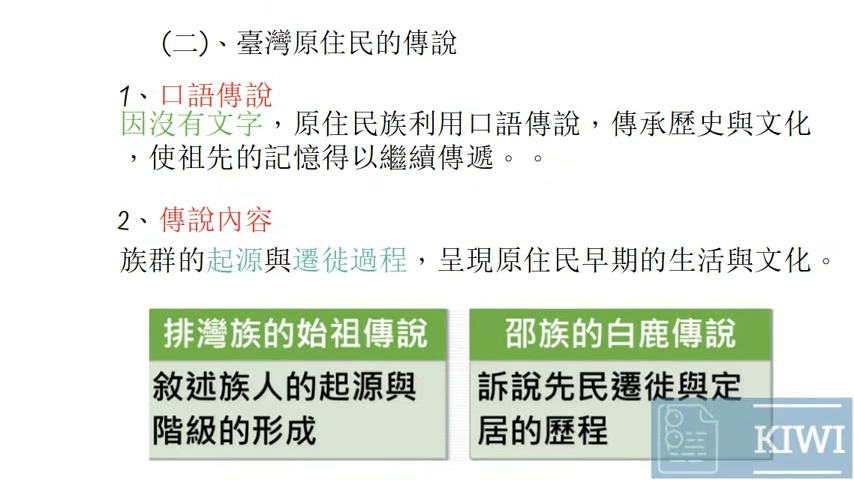 (二)、臺灣原住民的傳說
1、口語傳說
因沒有文字，原住民族利用口語傳說，傳承歷史與文化
，使祖先的記憶得以繼續傳遞。。
2、傳說內容
族群的起源與遷徙過程，呈現原住民早期的生活與文化。
排灣族的始祖傳說
敘述族人的起源與
階級的形成
邵族的白鹿傳說
訴說先民遷徙與定
居的歷程
KIWI